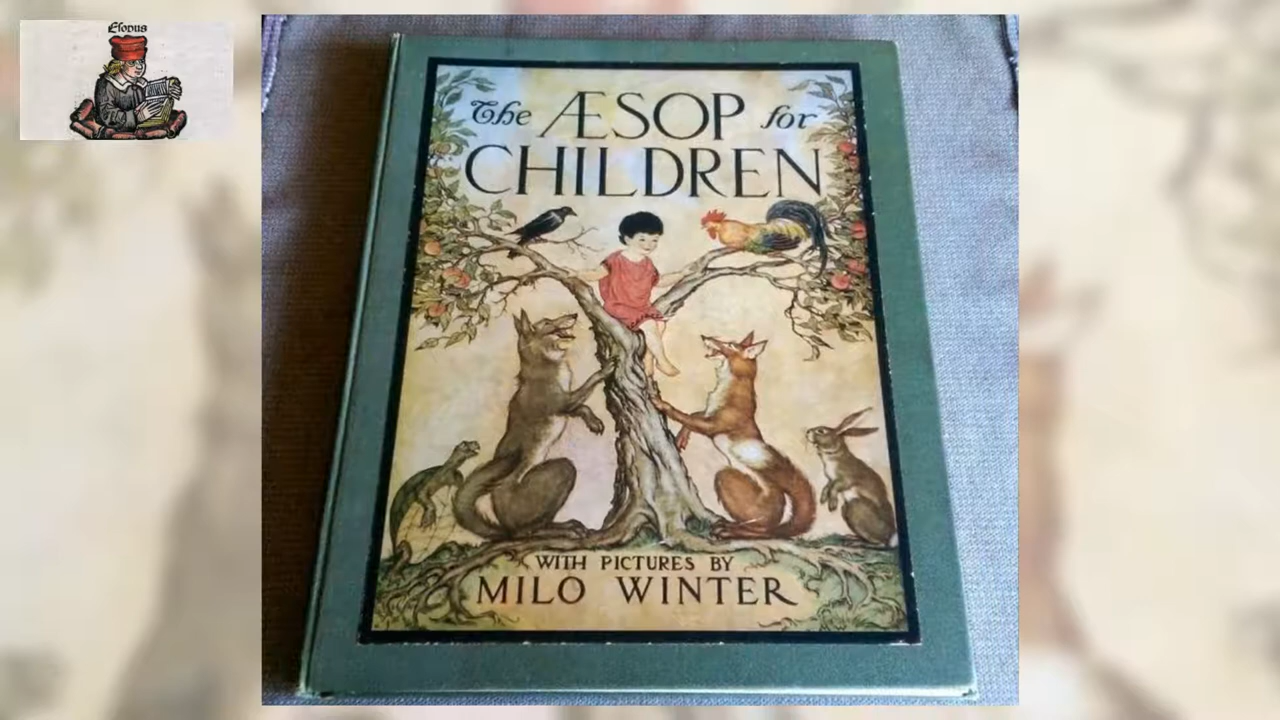 Esopus
The ÆSOP for
CHILDREN
WITH PICTURES BY
MILO WINTER